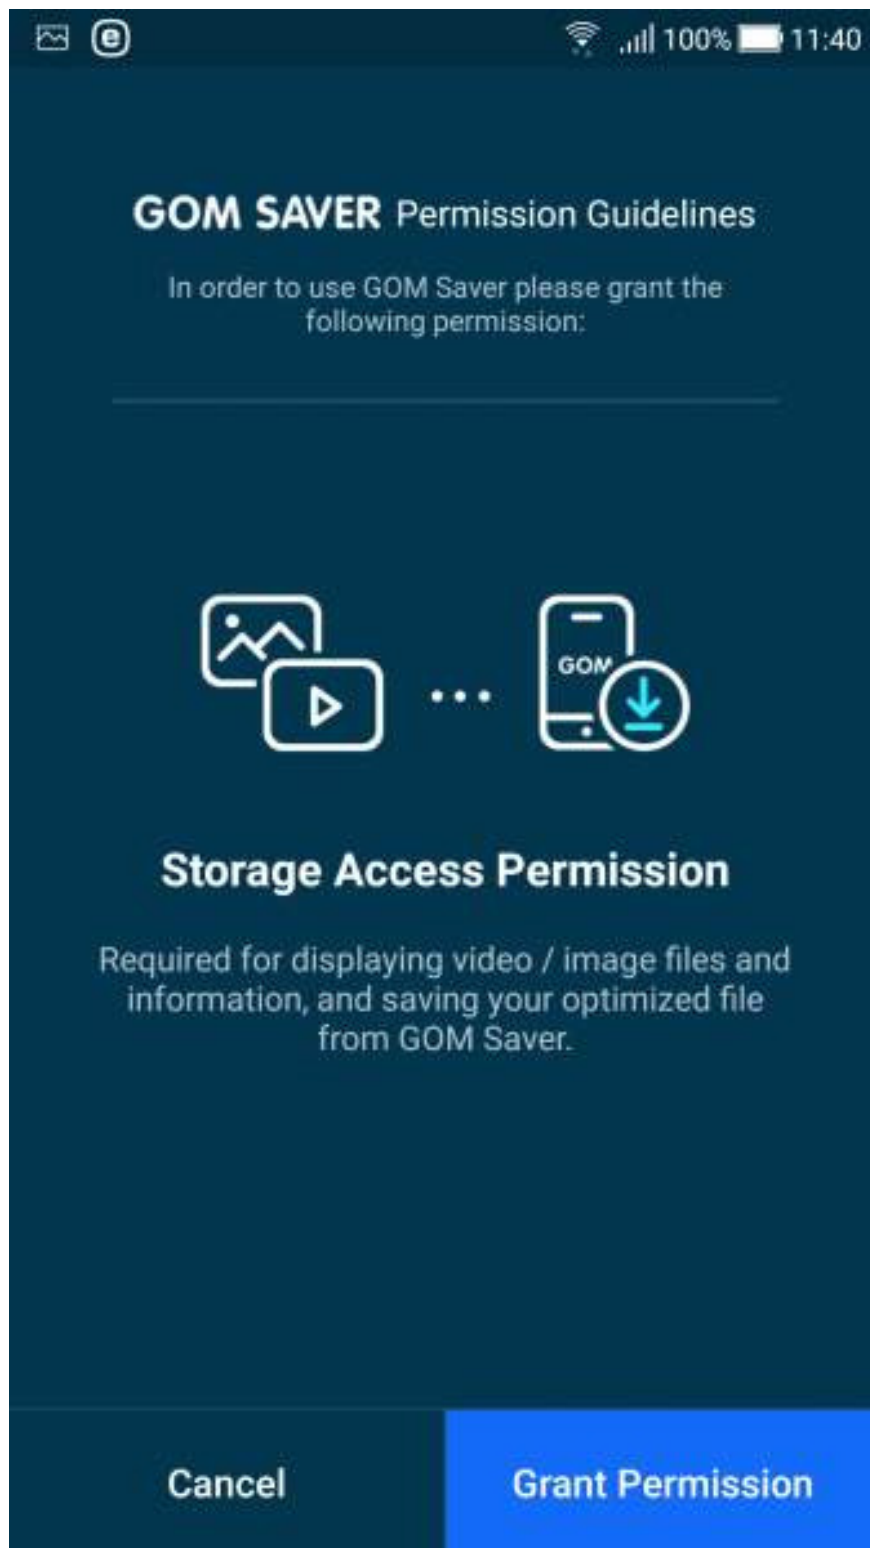 100% 11:40
GOM SAVER Permission Guidelines
In order to use GOM Saver please grant the
following permission:
GOM
Storage Access Permission
Required for displaying video / image files and
information, and saving your optimized file
from GOM Saver.
Cancel Grant Permission